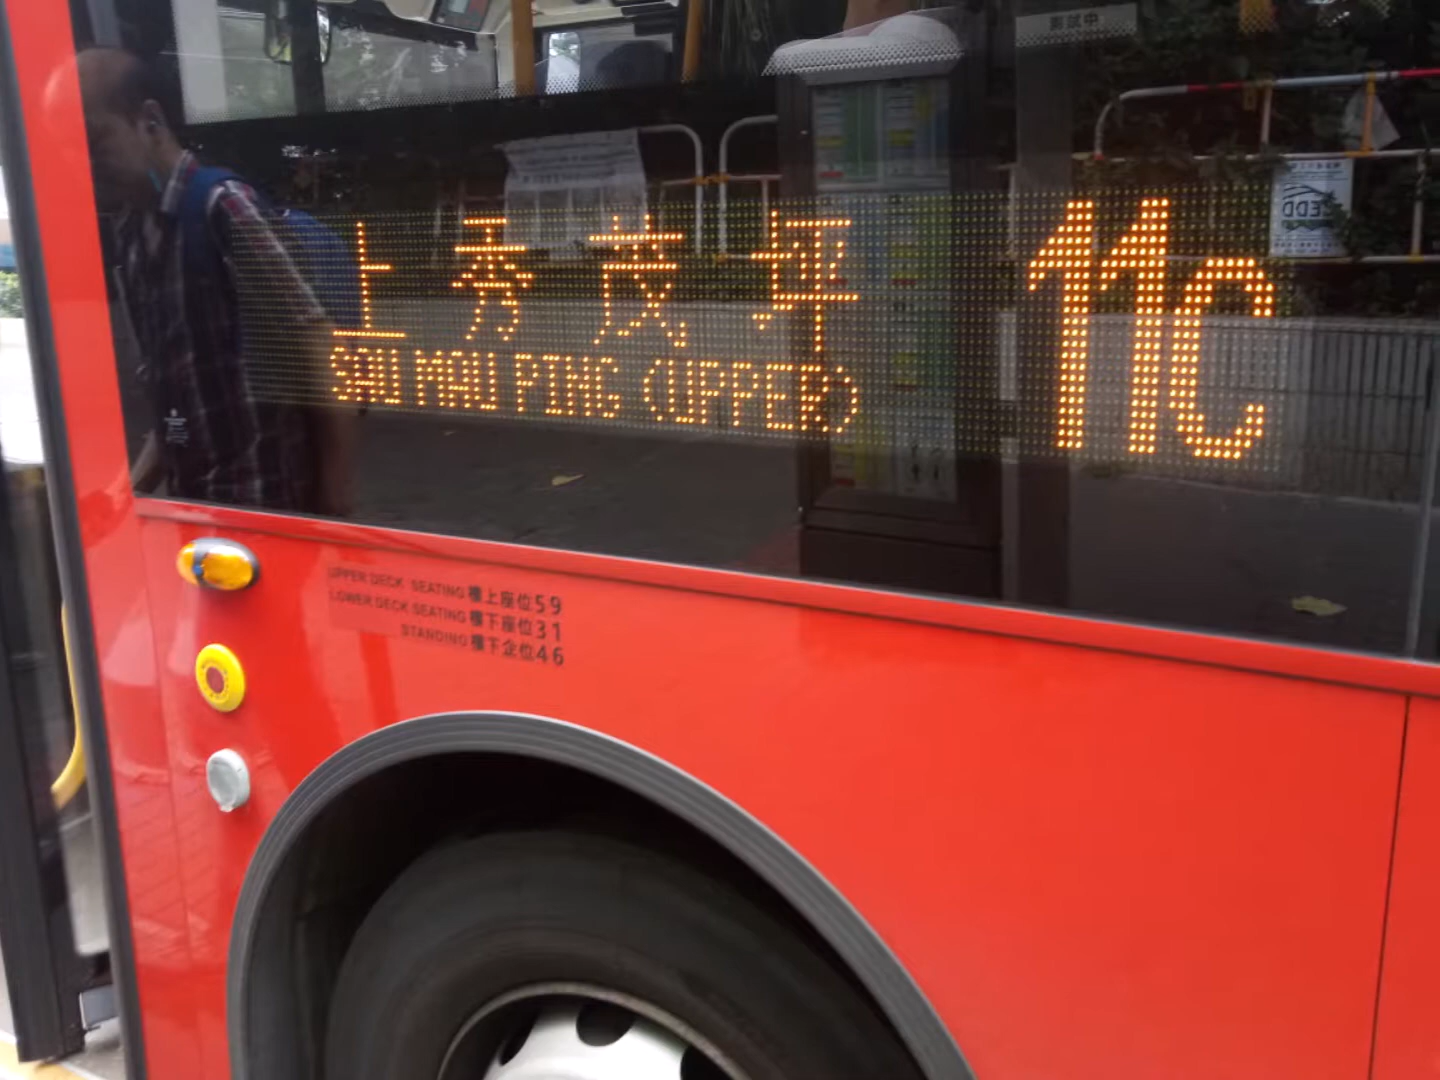 上秀茂坪
SAU MAU PING (UPPER)
11C
UPPER DECK SEATING 樓上座位59
LOWER DECK SEATING 樓下座位31
STANDING 樓下企位46
CEDD